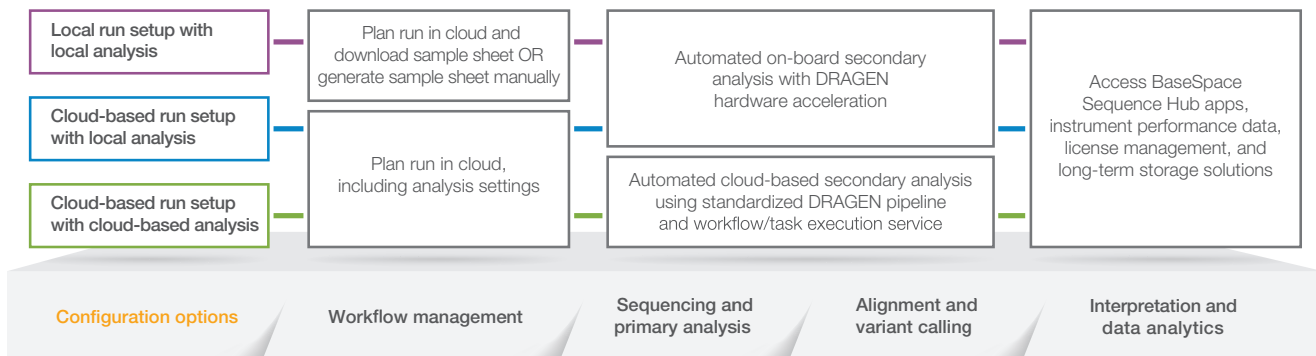 Local run setup with
local analysis
Plan run in cloud and
download sample sheet OR
generate sample sheet manually
Automated on-board secondary
analysis with DRAGEN
hardware acceleration
Access BaseSpace
Sequence Hub apps,
instrument performance data,
license management, and
long-term storage solutions
Cloud-based run setup
with local analysis
Plan run in cloud,
including analysis settings
Cloud-based run setup
with cloud-based analysis
Automated cloud-based secondary analysis
using standardized DRAGEN pipeline
and workflow/task execution service
Configuration options
Workflow management
Sequencing and
primary analysis
Alignment and
variant calling
Interpretation and
data analytics